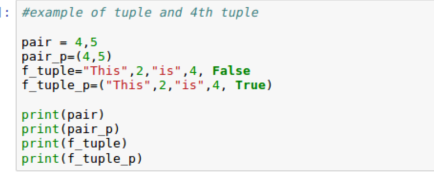 ]: #example of tuple and 4th tuple
pair = 4,5
pair_p=(4,5)
f_tuple="This",2,"is",4, False
f_tuple_p=("This",2,"is",4, True)
print(pair)
print(pair_p)
print(f_tuple)
print(f_tuple_p)